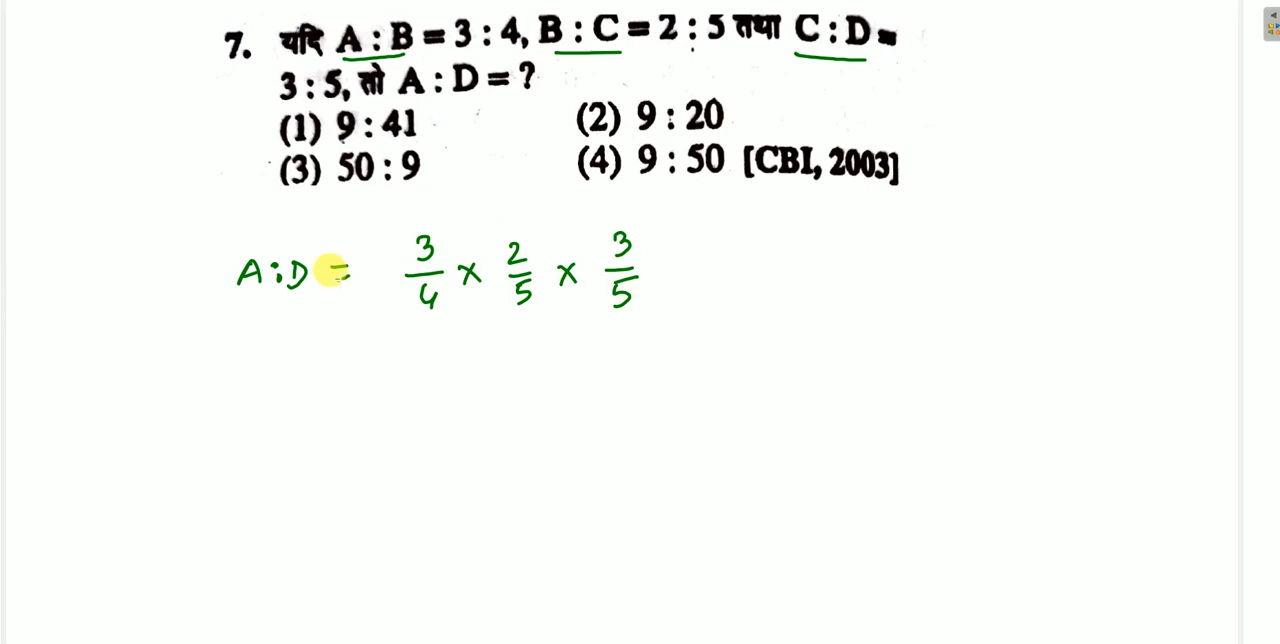 7. यदि A : B = 3 : 4, B : C = 2 : 5 तथा C : D =
3 : 5, तो A : D = ?
(1) 9 : 41 (2) 9 : 20
(3) 50 : 9 (4) 9 : 50 [CBI, 2003]
A:D = 3/4 × 2/5 × 3/5